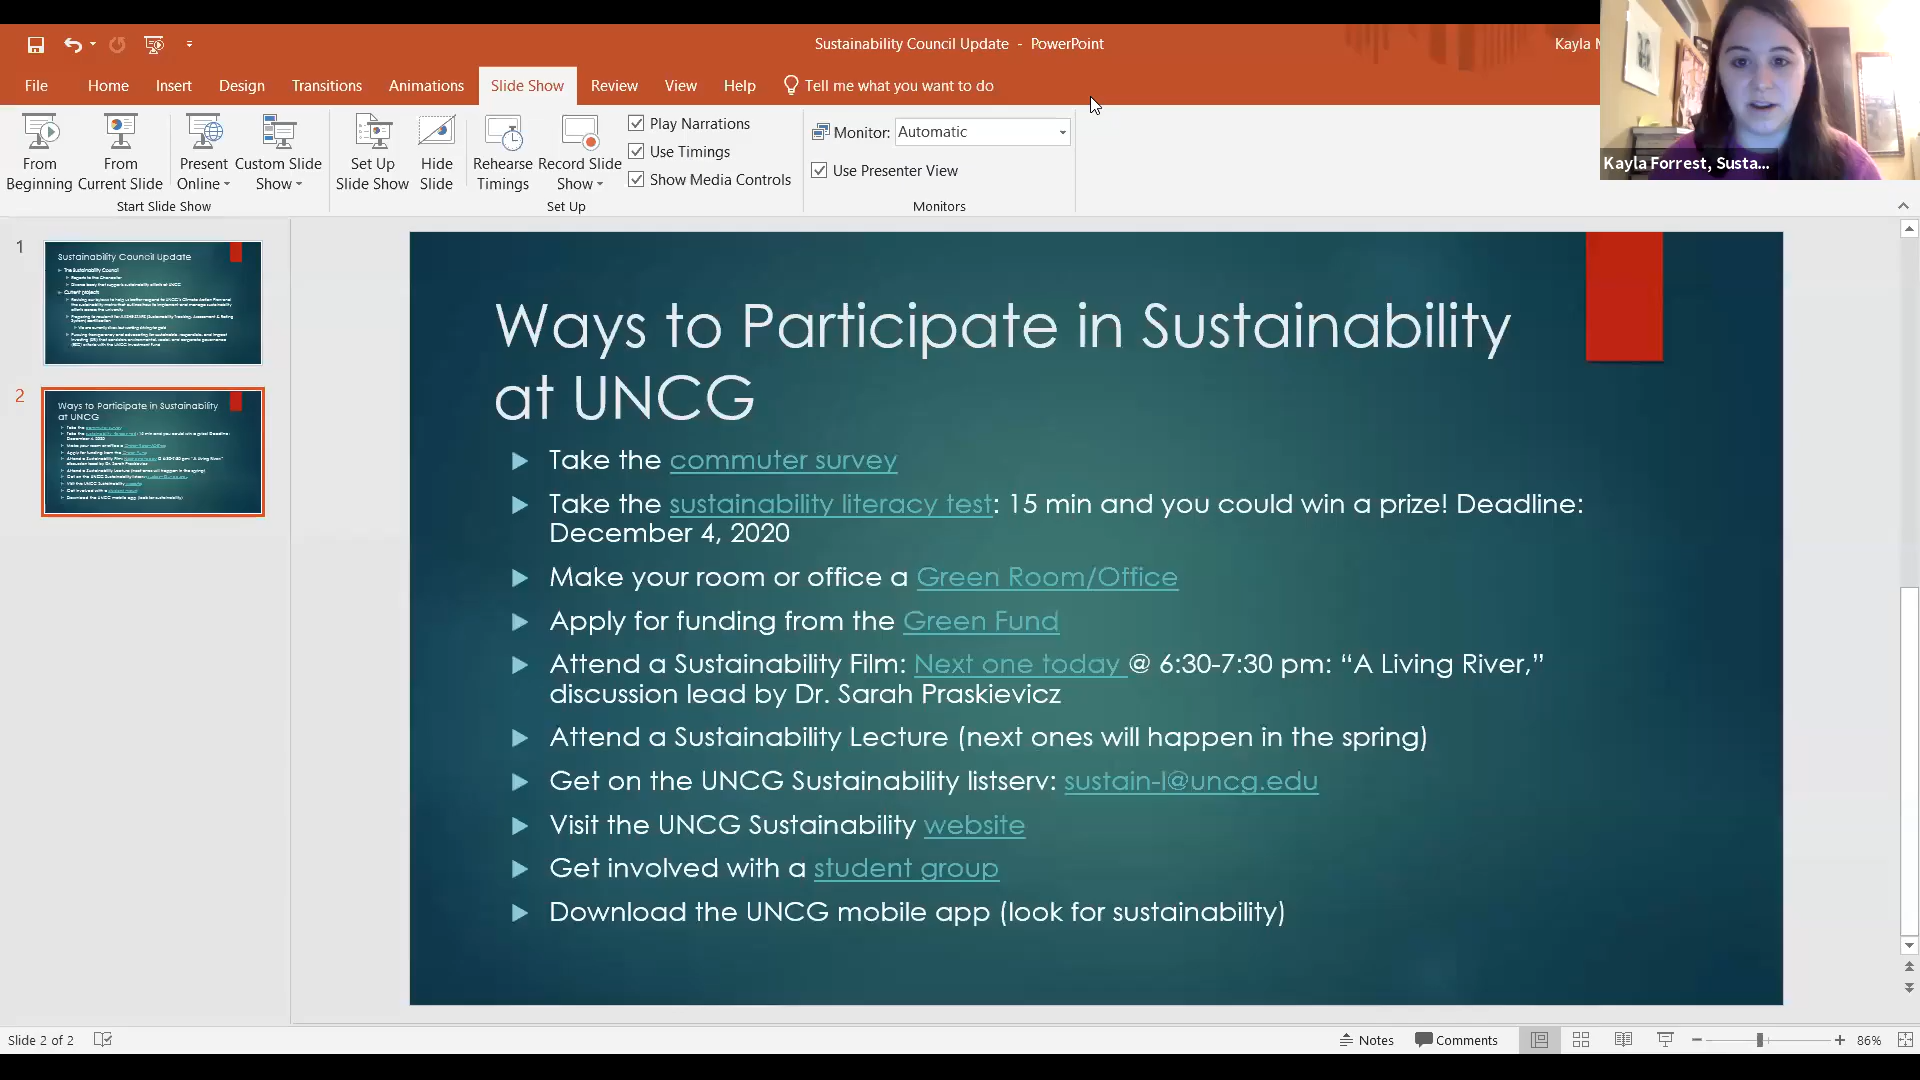 Sustainability Council Update - PowerPoint
Kayla M
File Home Insert Design Transitions Animations Slide Show Review View Help Tell me what you want to do
From Beginning
From Current Slide
Present Online
Custom Slide Show
Start Slide Show
Set Up Slide Show
Hide Slide
Rehearse Timings
Record Slide Show
Play Narrations
Use Timings
Show Media Controls
Set Up
Monitor: Automatic
Use Presenter View
Monitors
Kayla Forrest, Susta...
1
Sustainability Council Update
The Sustainability Council
Reports to the Chancellor
Current projects
2
Ways to Participate in Sustainability
at UNCG
Ways to Participate in Sustainability
at UNCG
Take the commuter survey
Take the sustainability literacy test: 15 min and you could win a prize! Deadline:
December 4, 2020
Make your room or office a Green Room/Office
Apply for funding from the Green Fund
Attend a Sustainability Film: Next one today @ 6:30-7:30 pm: “A Living River,”
discussion lead by Dr. Sarah Praskievicz
Attend a Sustainability Lecture (next ones will happen in the spring)
Get on the UNCG Sustainability listserv: sustain-l@uncg.edu
Visit the UNCG Sustainability website
Get involved with a student group
Download the UNCG mobile app (look for sustainability)
Slide 2 of 2
Notes
Comments
86%